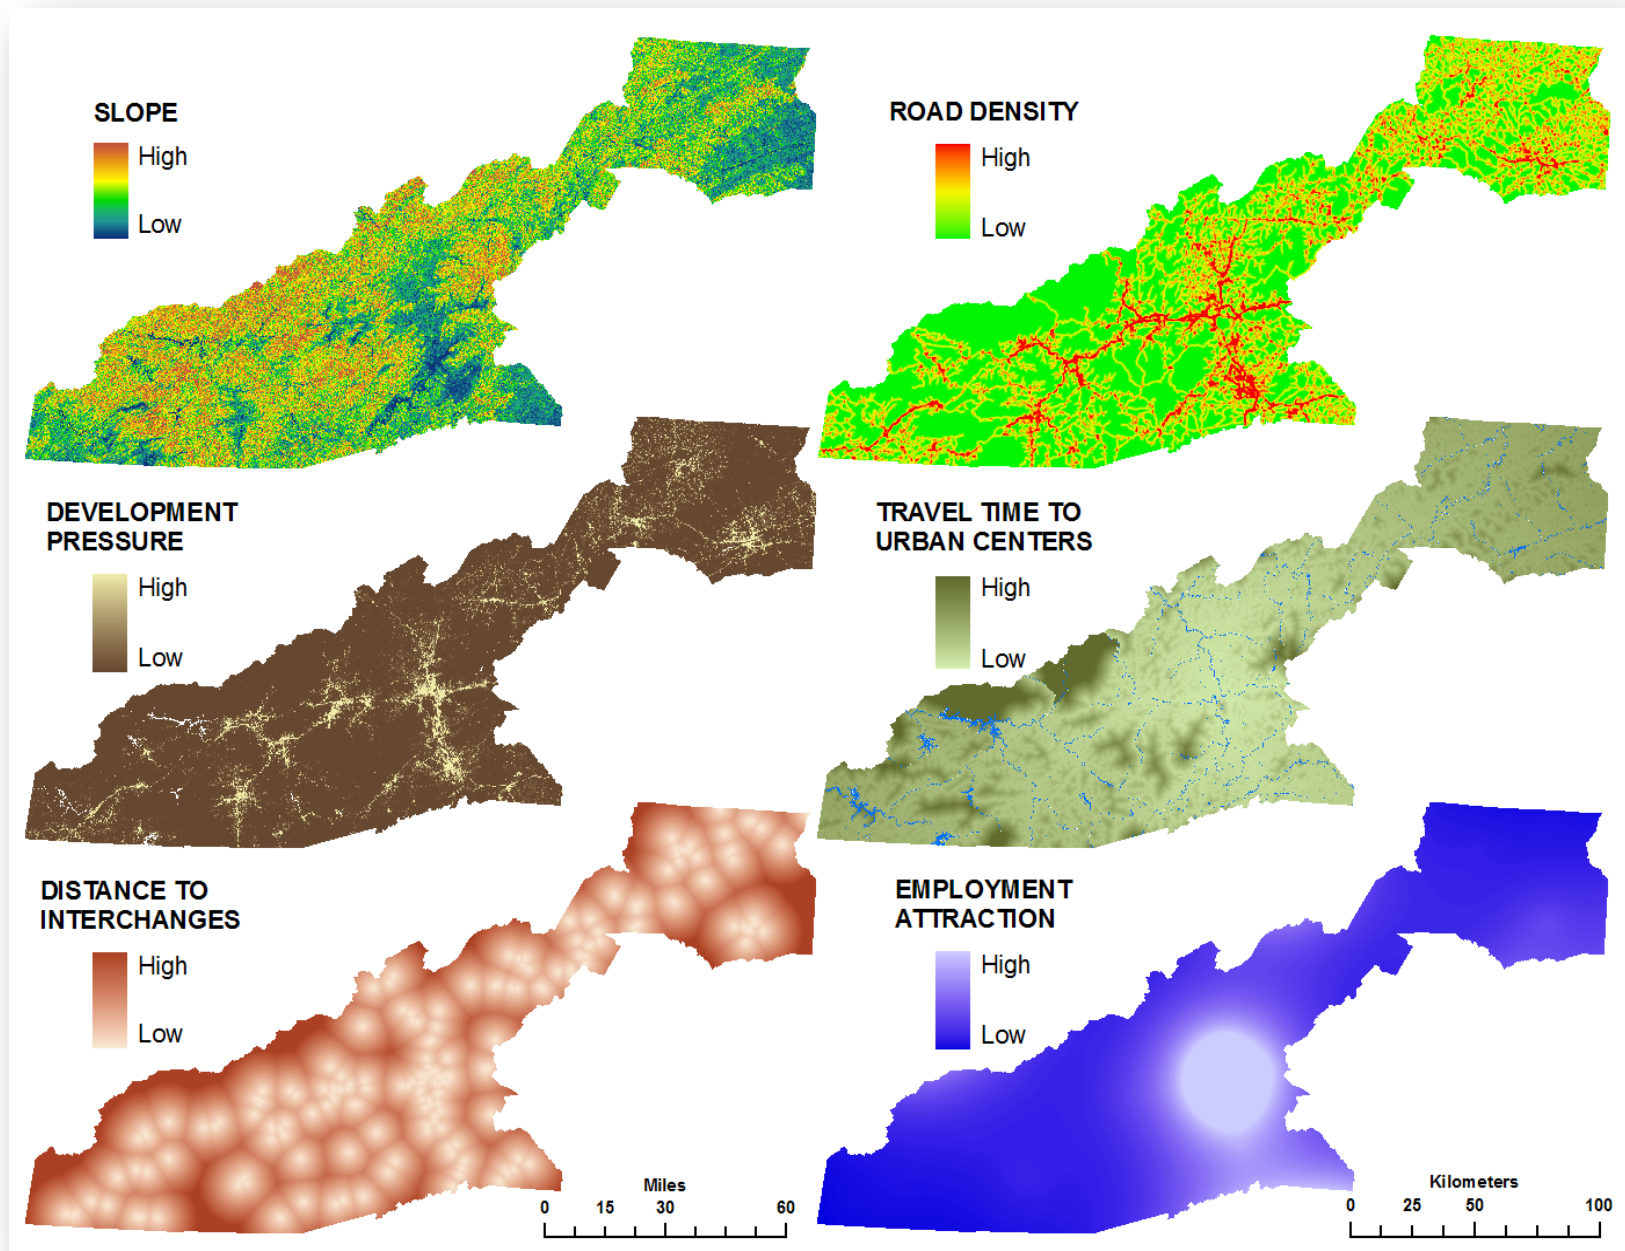 SLOPE
High
Low
ROAD DENSITY
High
Low
DEVELOPMENT
PRESSURE
High
Low
TRAVEL TIME TO
URBAN CENTERS
High
Low
DISTANCE TO
INTERCHANGES
High
Low
EMPLOYMENT
ATTRACTION
High
Low
Miles
0 15 30 60
Kilometers
0 25 50 100